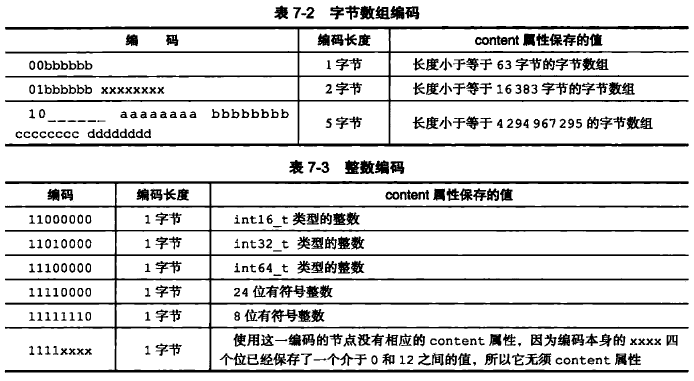 表 7-2 字节数组编码
编 码 编码长度 content 属性保存的值
00bbbbbb 1 字节 长度小于等于 63 字节的字节数组
01bbbbbb xxxxxxxx 2 字节 长度小于等于 16 383 字节的字节数组
10______ aaaaaaaa bbbbbbbb
cccccccc dddddddd 5 字节 长度小于等于 4 294 967 295 的字节数组
表 7-3 整数编码
编码 编码长度 content 属性保存的值
11000000 1 字节 int16_t 类型的整数
11010000 1 字节 int32_t 类型的整数
11100000 1 字节 int64_t 类型的整数
11110000 1 字节 24 位有符号整数
11111110 1 字节 8 位有符号整数
1111xxxx 1 字节 使用这一编码的节点没有相应的 content 属性，因为编码本身的 xxxx 四
个位已经保存了一个介于 0 和 12 之间的值，所以它无须 content 属性